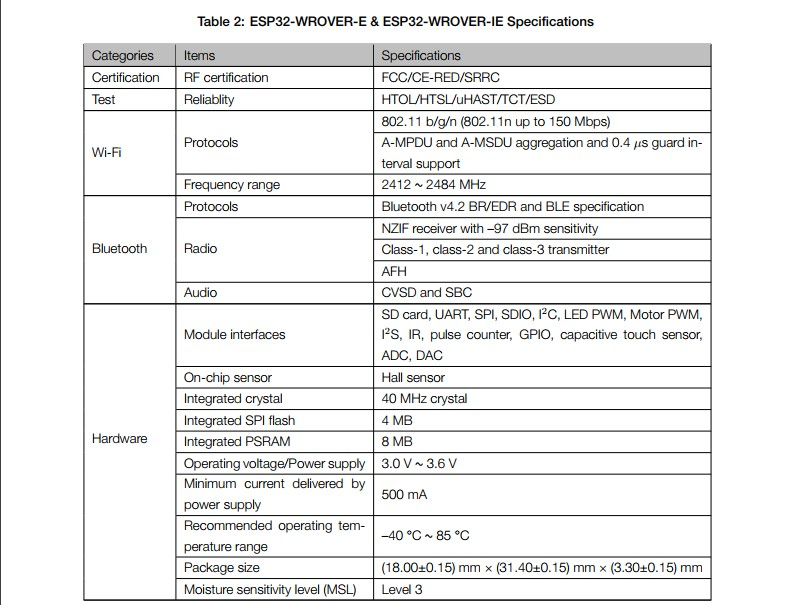 Table 2: ESP32-WROVER-E & ESP32-WROVER-IE Specifications
Categories Items Specifications
Certification RF certification FCC/CE-RED/SRRC
Test Reliablity HTOL/HTSL/uHAST/TCT/ESD
Wi-Fi
Protocols
802.11 b/g/n (802.11n up to 150 Mbps)
A-MPDU and A-MSDU aggregation and 0.4 µs guard in-
terval support
Frequency range 2412 ~ 2484 MHz
Bluetooth
Protocols Bluetooth v4.2 BR/EDR and BLE specification
Radio
NZIF receiver with –97 dBm sensitivity
Class-1, class-2 and class-3 transmitter
AFH
Audio CVSD and SBC
Hardware
Module interfaces
SD card, UART, SPI, SDIO, I²C, LED PWM, Motor PWM,
I²S, IR, pulse counter, GPIO, capacitive touch sensor,
ADC, DAC
On-chip sensor Hall sensor
Integrated crystal 40 MHz crystal
Integrated SPI flash 4 MB
Integrated PSRAM 8 MB
Operating voltage/Power supply 3.0 V ~ 3.6 V
Minimum current delivered by
power supply
500 mA
Recommended operating tem-
perature range
–40 °C ~ 85 °C
Package size (18.00±0.15) mm × (31.40±0.15) mm × (3.30±0.15) mm
Moisture sensitivity level (MSL) Level 3